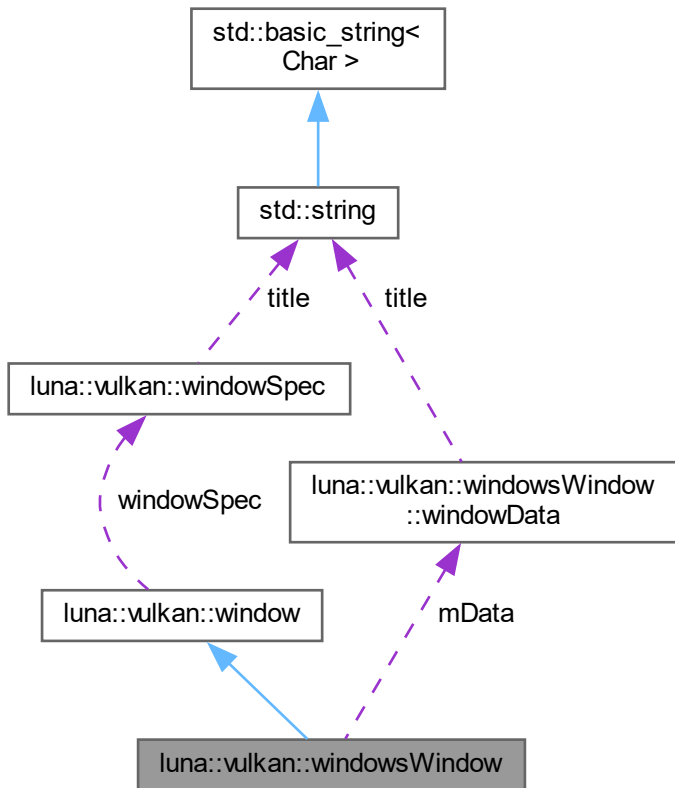 std::basic_string<
Char >
std::string
title
title
luna::vulkan::windowSpec
luna::vulkan::windowsWindow
::windowData
windowSpec
luna::vulkan::window
mData
luna::vulkan::windowsWindow